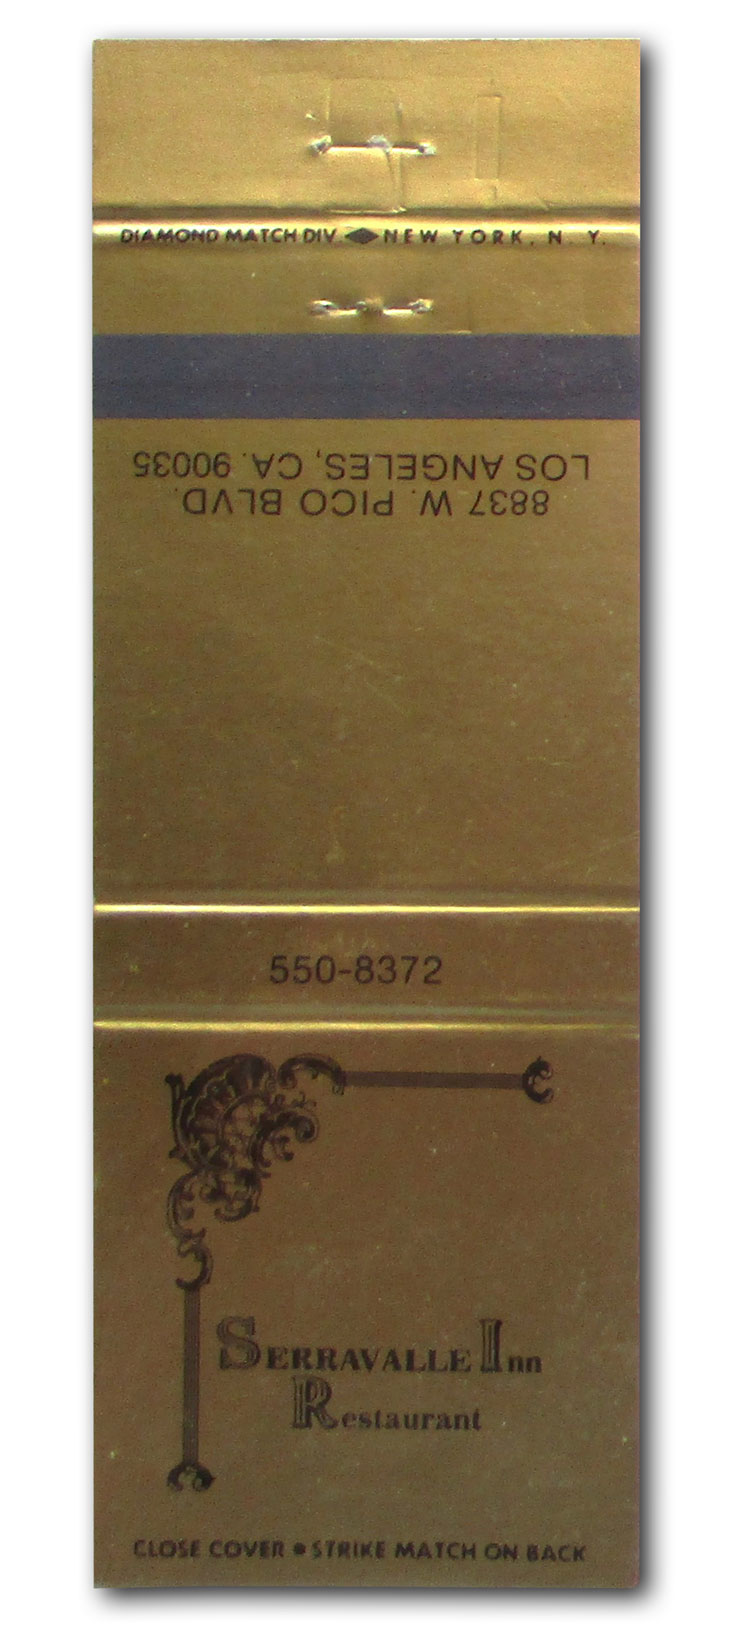 DIAMOND MATCH DIV. NEW YORK, N. Y.
8837 W. PICO BLVD.
LOS ANGELES, CA. 90035
550-8372
SERRAVALLE Inn
Restaurant
CLOSE COVER • STRIKE MATCH ON BACK